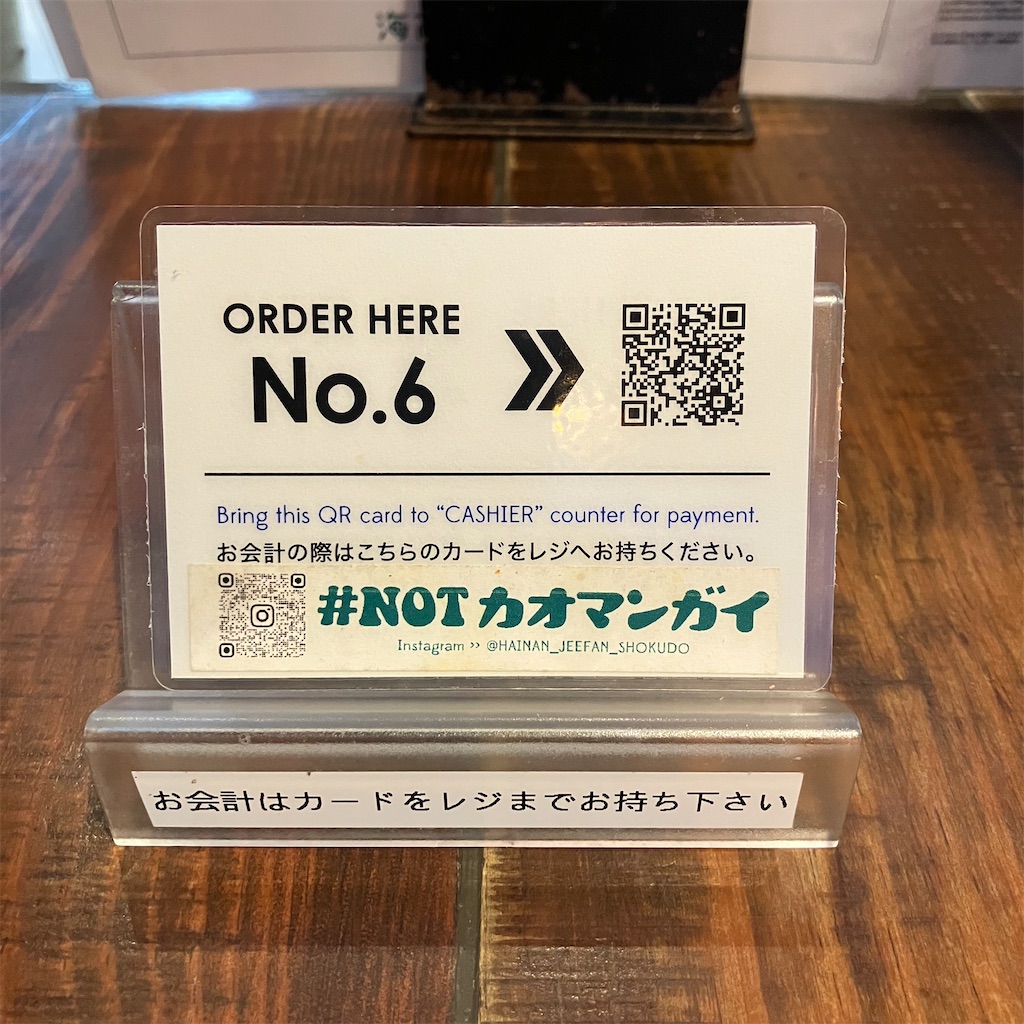 海
ORDER HERE
No.6
Bring this QR card to “CASHIER” counter for payment.
お会計の際はこちらのカードをレジへお持ちください。
#NOTカオマンガイ
Instagram >> @HAINAN_JEEFAN_SHOKUDO
お会計はカードをレジまでお持ち下さい